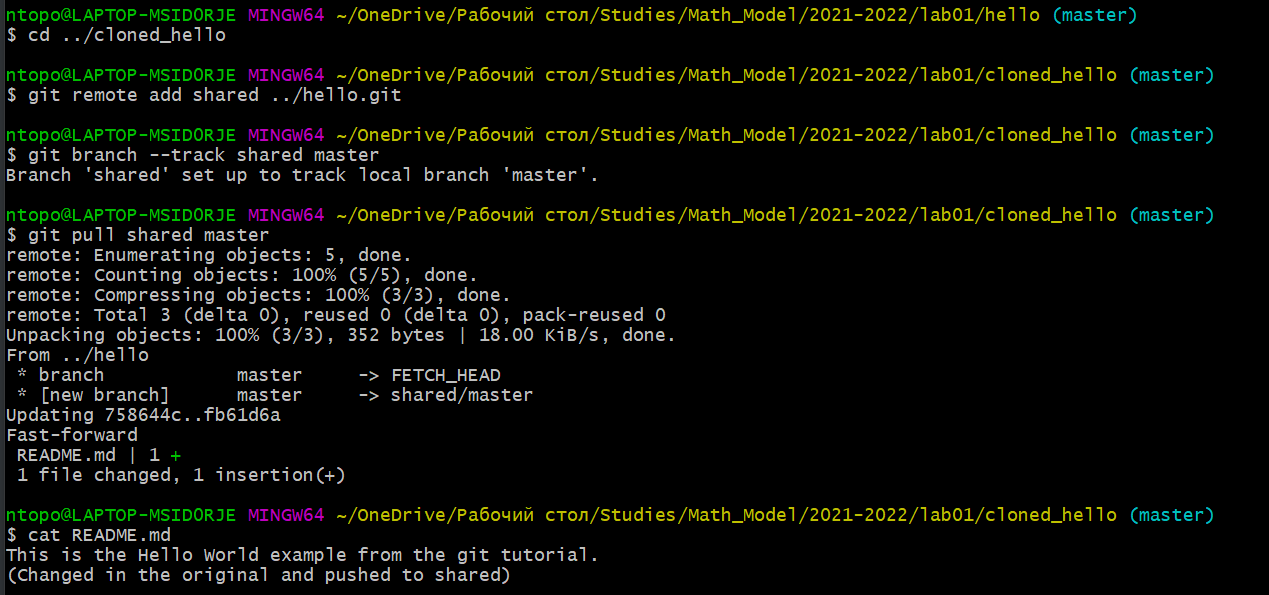 ntopo@LAPTOP-MSID0RJE MINGW64 ~/OneDrive/Рабочий стол/Studies/Math_Model/2021-2022/lab01/hello (master)
$ cd ../cloned_hello
ntopo@LAPTOP-MSID0RJE MINGW64 ~/OneDrive/Рабочий стол/Studies/Math_Model/2021-2022/lab01/cloned_hello (master)
$ git remote add shared ../hello.git
ntopo@LAPTOP-MSID0RJE MINGW64 ~/OneDrive/Рабочий стол/Studies/Math_Model/2021-2022/lab01/cloned_hello (master)
$ git branch --track shared master
Branch 'shared' set up to track local branch 'master'.
ntopo@LAPTOP-MSID0RJE MINGW64 ~/OneDrive/Рабочий стол/Studies/Math_Model/2021-2022/lab01/cloned_hello (master)
$ git pull shared master
remote: Enumerating objects: 5, done.
remote: Counting objects: 100% (5/5), done.
remote: Compressing objects: 100% (3/3), done.
remote: Total 3 (delta 0), reused 0 (delta 0), pack-reused 0
Unpacking objects: 100% (3/3), 352 bytes | 18.00 KiB/s, done.
From ../hello
 * branch            master     -> FETCH_HEAD
 * [new branch]      master     -> shared/master
Updating 758644c..fb61d6a
Fast-forward
 README.md | 1 +
 1 file changed, 1 insertion(+)
ntopo@LAPTOP-MSID0RJE MINGW64 ~/OneDrive/Рабочий стол/Studies/Math_Model/2021-2022/lab01/cloned_hello (master)
$ cat README.md
This is the Hello World example from the git tutorial.
(Changed in the original and pushed to shared)